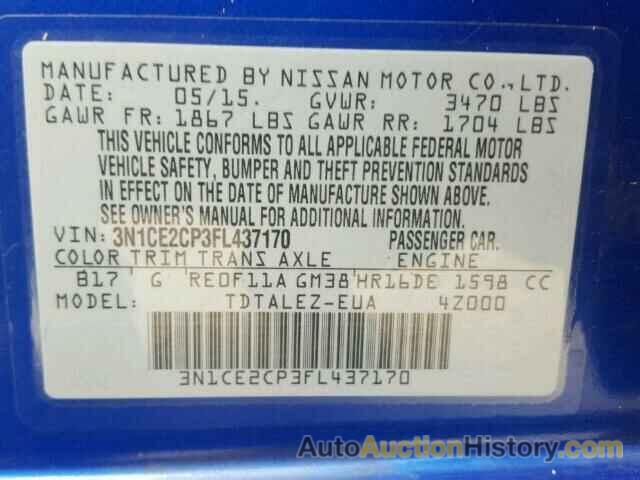 MANUFACTURED BY NISSAN MOTOR CO., LTD.
DATE: 05/15. GVWR: 3470 LBS
GAWR FR: 1867 LBS GAWR RR: 1704 LBS
THIS VEHICLE CONFORMS TO ALL APPLICABLE FEDERAL MOTOR
VEHICLE SAFETY, BUMPER AND THEFT PREVENTION STANDARDS
IN EFFECT ON THE DATE OF MANUFACTURE SHOWN ABOVE.
SEE OWNER'S MANUAL FOR ADDITIONAL INFORMATION.
VIN: 3N1CE2CP3FL437170 PASSENGER CAR.
COLOR TRIM TRANS AXLE ENGINE
B17 G RE0F11A GM38 HR16DE 1598 CC
MODEL: TDTALEZ-EUA 4Z000
3N1CE2CP3FL437170
AutoAuctionHistory.com